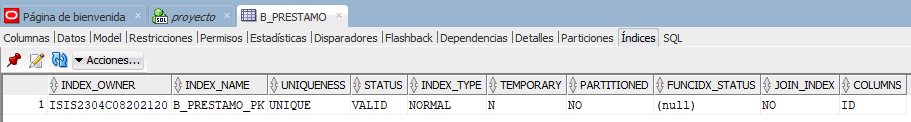 Página de bienvenida proyecto B_PRESTAMO
Columnas Datos Model Restricciones Permisos Estadísticas Disparadores Flashback Dependencias Detalles Particiones Índices SQL
Acciones...
INDEX_OWNER INDEX_NAME UNIQUENESS STATUS INDEX_TYPE TEMPORARY PARTITIONED FUNCIDX_STATUS JOIN_INDEX COLUMNS
1 ISIS2304C08202120 B_PRESTAMO_PK UNIQUE VALID NORMAL N NO (null) NO ID